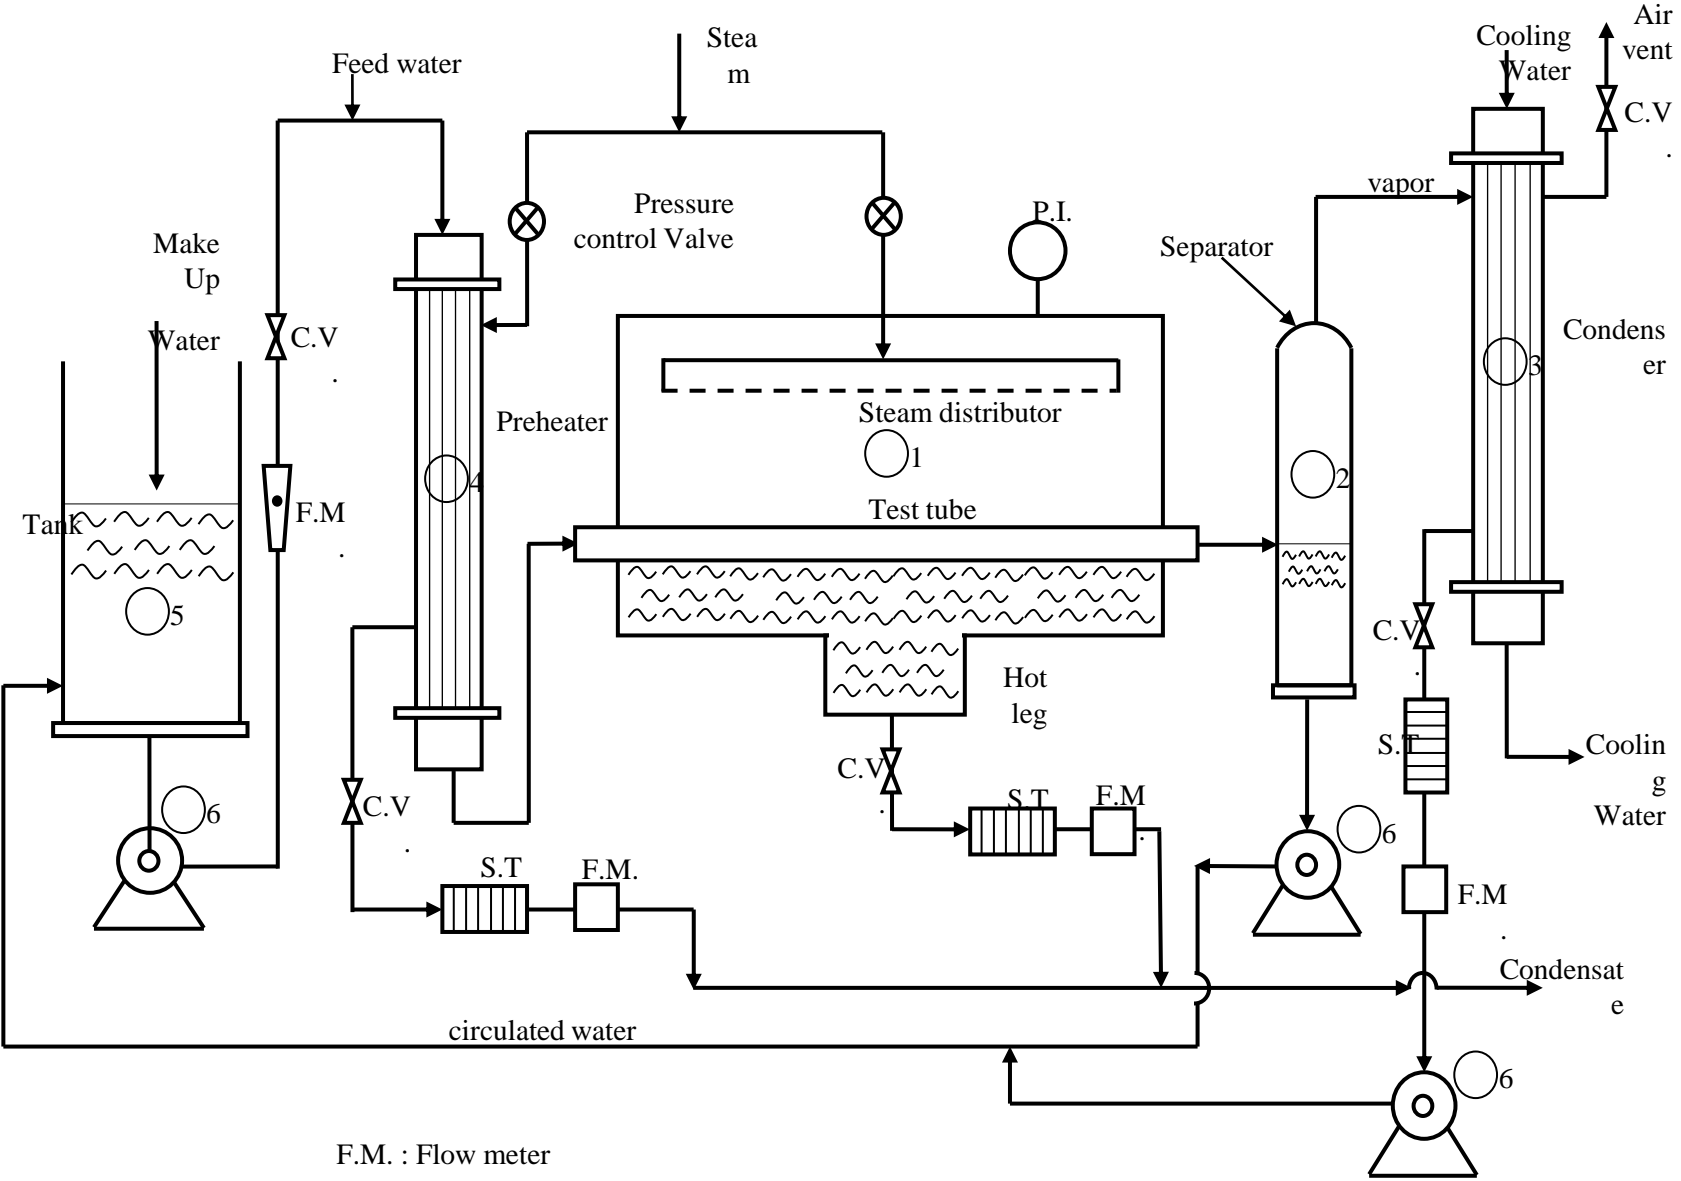 Air
vent
Cooling
Water
Stea
m
Feed water
C.V
.
vapor
Pressure
control Valve
P.I.
Separator
Make
Up
Water
C.V
.
Condens
er
3
Preheater
Steam distributor
1
2
4
Test tube
Tank
F.M
.
5
C.V
.
Hot
leg
S.T
Coolin
g
Water
C.V
.
S.T
F.M
.
C.V
.
6
6
S.T
F.M.
F.M
.
Condensat
e
circulated water
6
F.M. : Flow meter